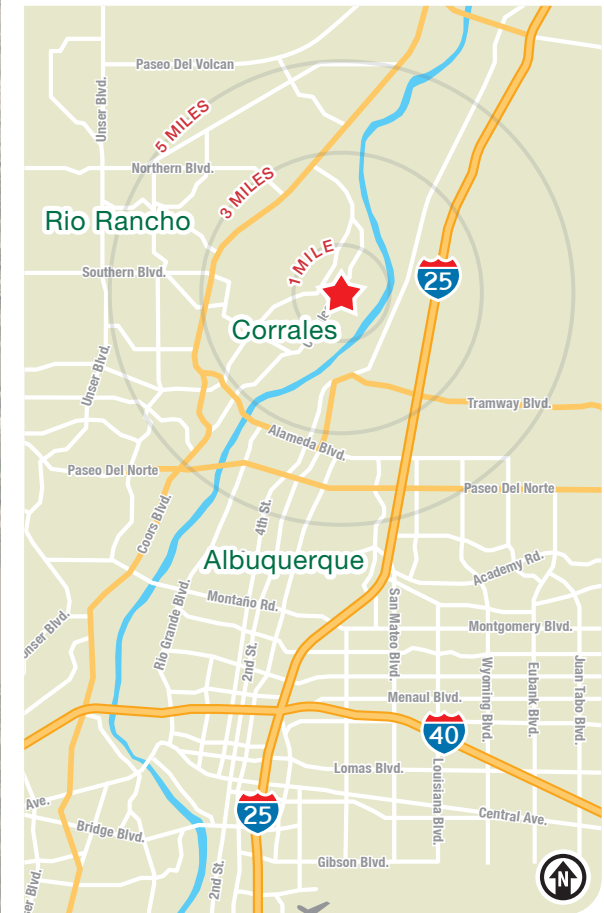 Paseo Del Volcan
Unser Blvd.
5 MILES
Northern Blvd.
3 MILES
Rio Rancho
1 MILE
Southern Blvd.
25
Corrales
Unser Blvd.
Tramway Blvd.
Alameda Blvd.
Paseo Del Norte
Paseo Del Norte
Coors Blvd.
4th St.
Albuquerque
Academy Rd.
Montaño Rd.
San Mateo Blvd.
Rio Grande Blvd.
Montgomery Blvd.
nser Blvd.
2nd St.
Wyoming Blvd.
Eubank Blvd.
Juan Tabo Blvd.
Menaul Blvd.
40
Lomas Blvd.
Louisiana Blvd.
Ave.
25
Central Ave.
Bridge Blvd.
Gibson Blvd.
2nd St.
er Blvd.
N